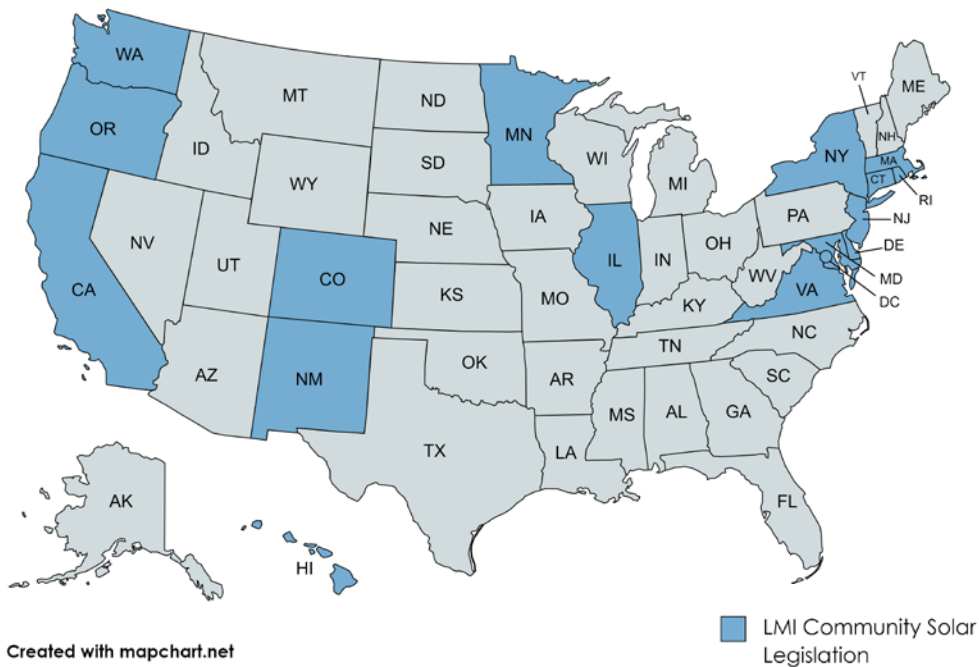 WA
MT
ND
MN
VT
ME
OR
ID
SD
WI
NY
NH
MA
WY
MI
CT
RI
IA
PA
NJ
NE
NV
OH
DE
UT
IL
IN
MD
CA
CO
WV
KS
MO
VA
DC
KY
NC
TN
AZ
NM
OK
AR
SC
MS
AL
GA
TX
LA
AK
FL
HI
LMI Community Solar
Legislation
Created with mapchart.net